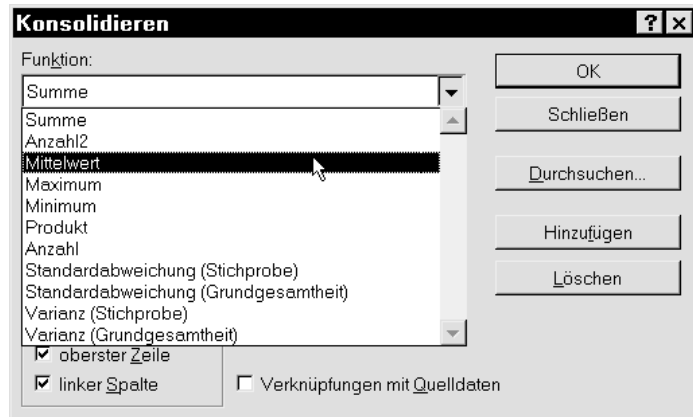 Konsolidieren
Funktion:
Summe
Summe
Anzahl2
Mittelwert
Maximum
Minimum
Produkt
Anzahl
Standardabweichung (Stichprobe)
Standardabweichung (Grundgesamtheit)
Varianz (Stichprobe)
Varianz (Grundgesamtheit)
oberster Zeile
linker Spalte
Verknüpfungen mit Quelldaten
OK
Schließen
Durchsuchen...
Hinzufügen
Löschen